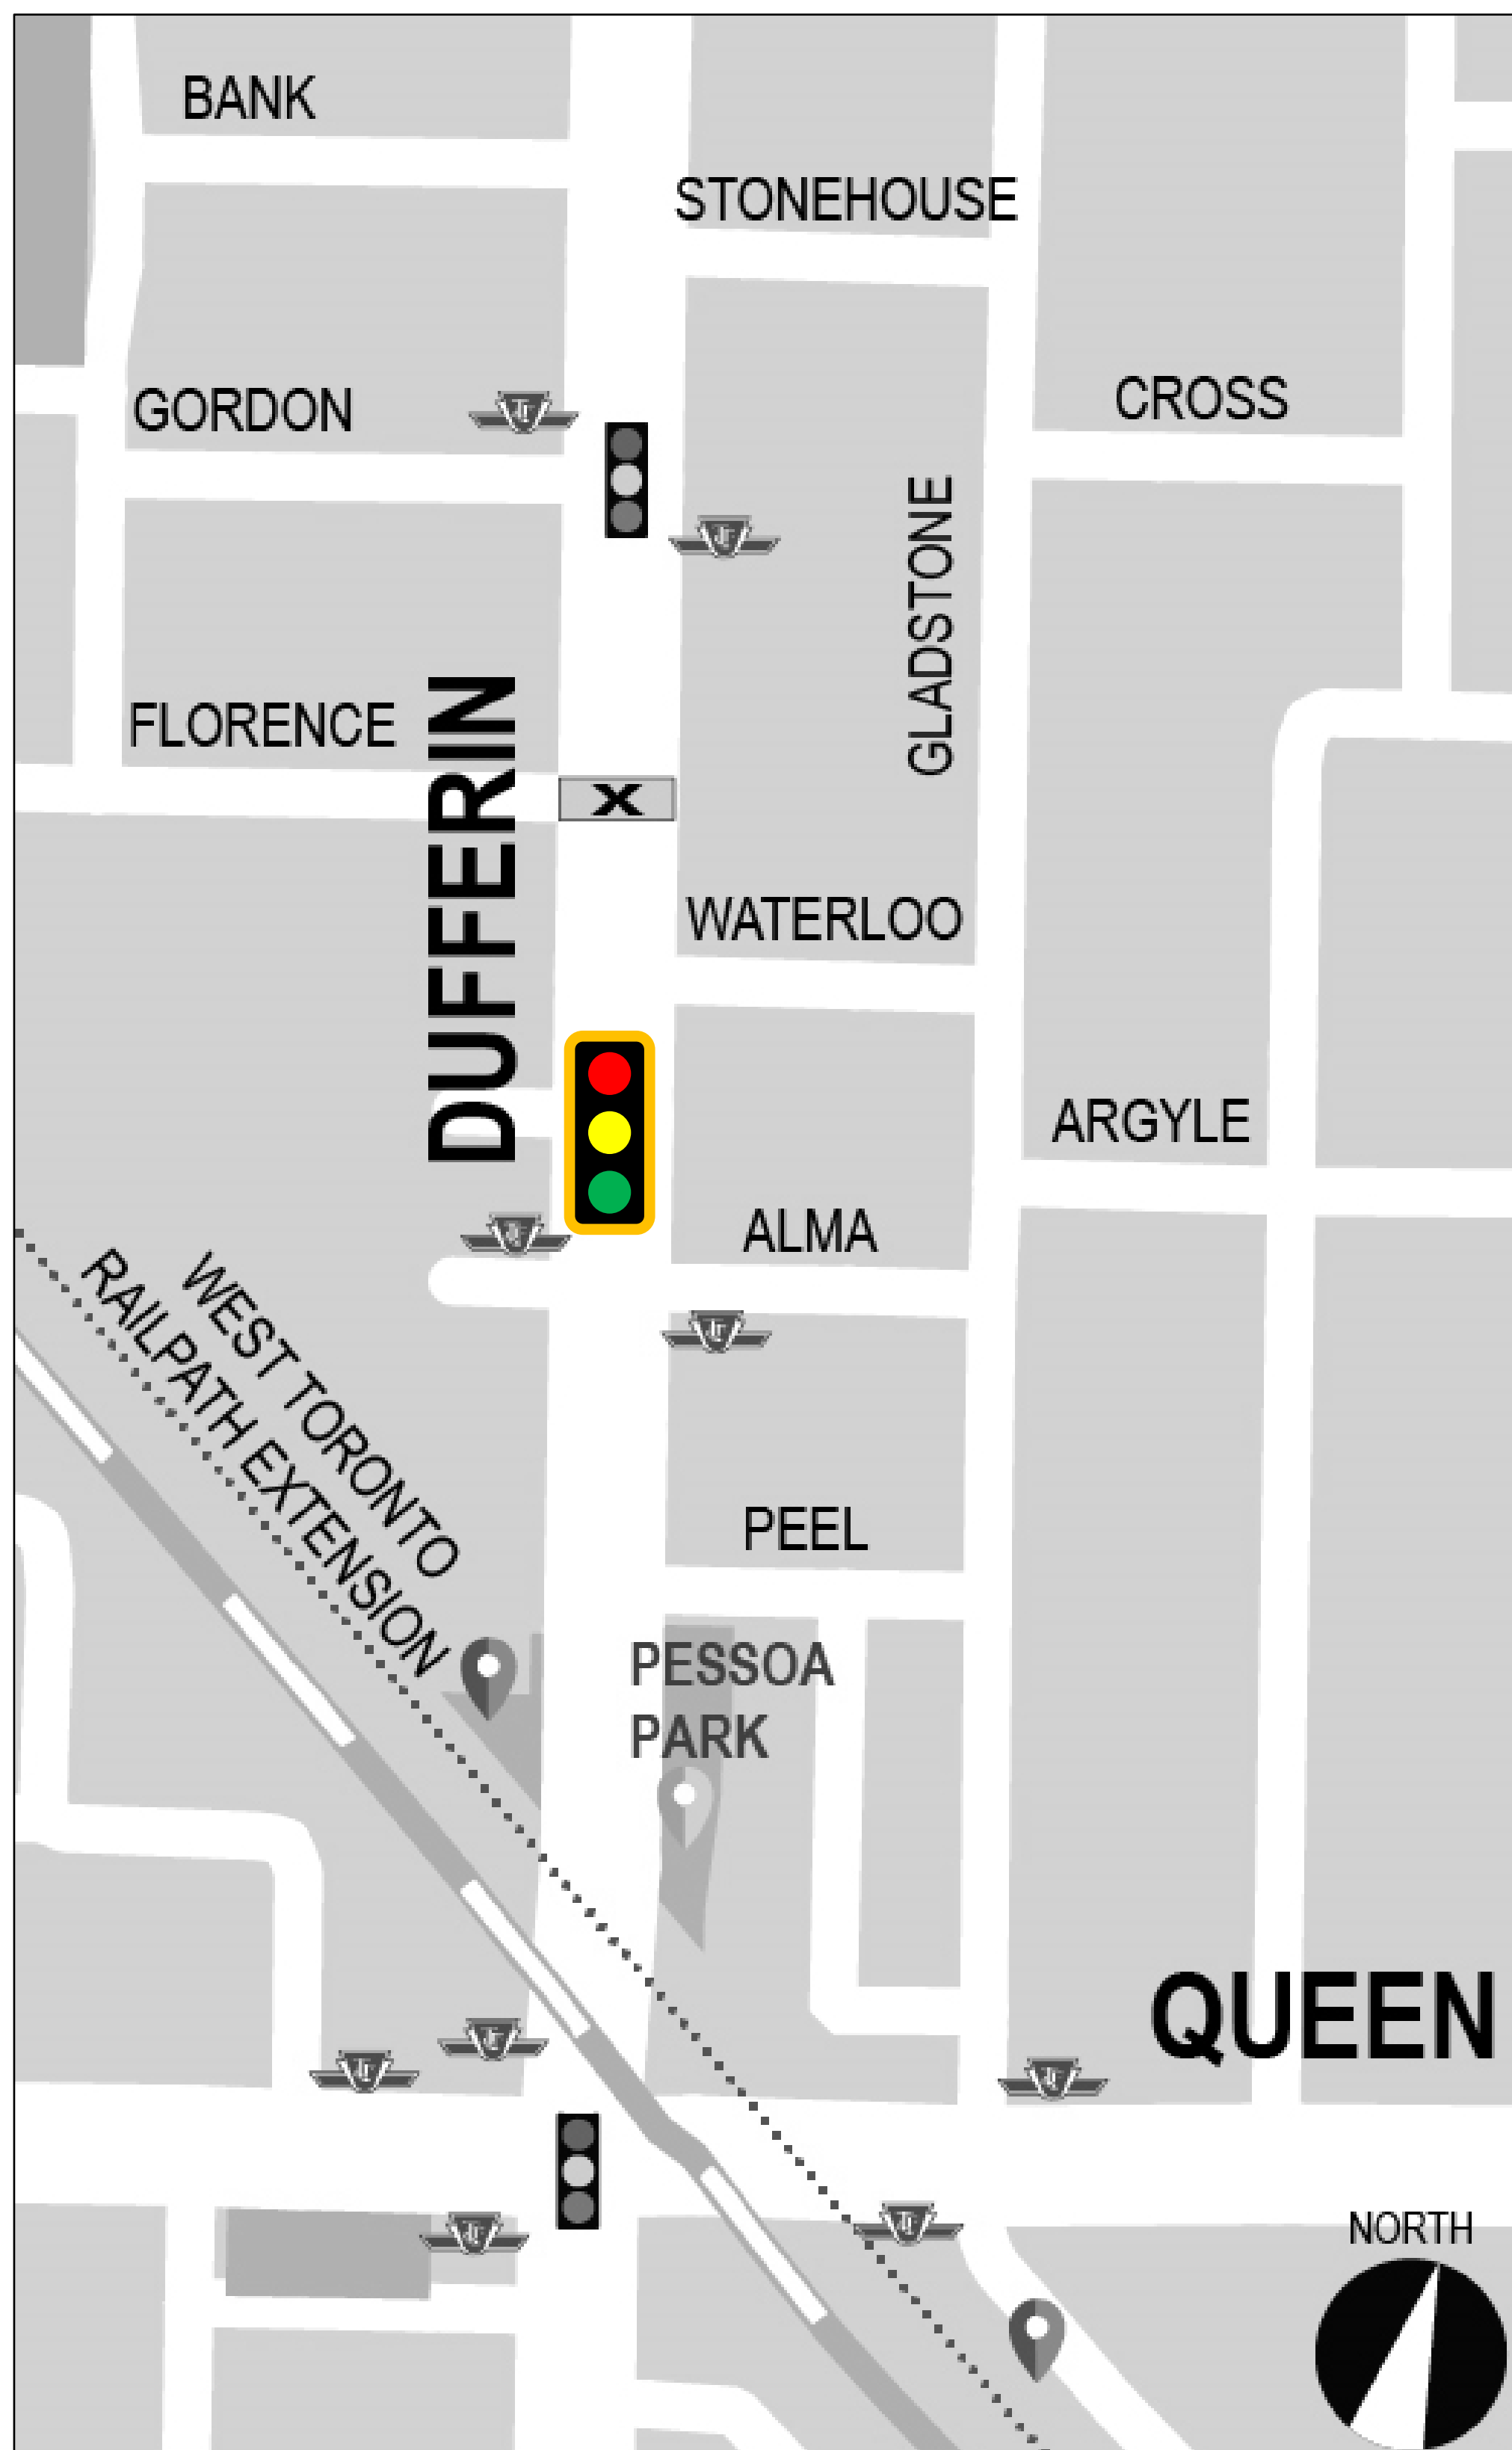 BANK
STONEHOUSE
GORDON
CROSS
GLADSTONE
FLORENCE
DUFFERIN
X
WATERLOO
ARGYLE
ALMA
WEST TORONTO
RAILPATH EXTENSION
PEEL
PESSOA
PARK
QUEEN
NORTH